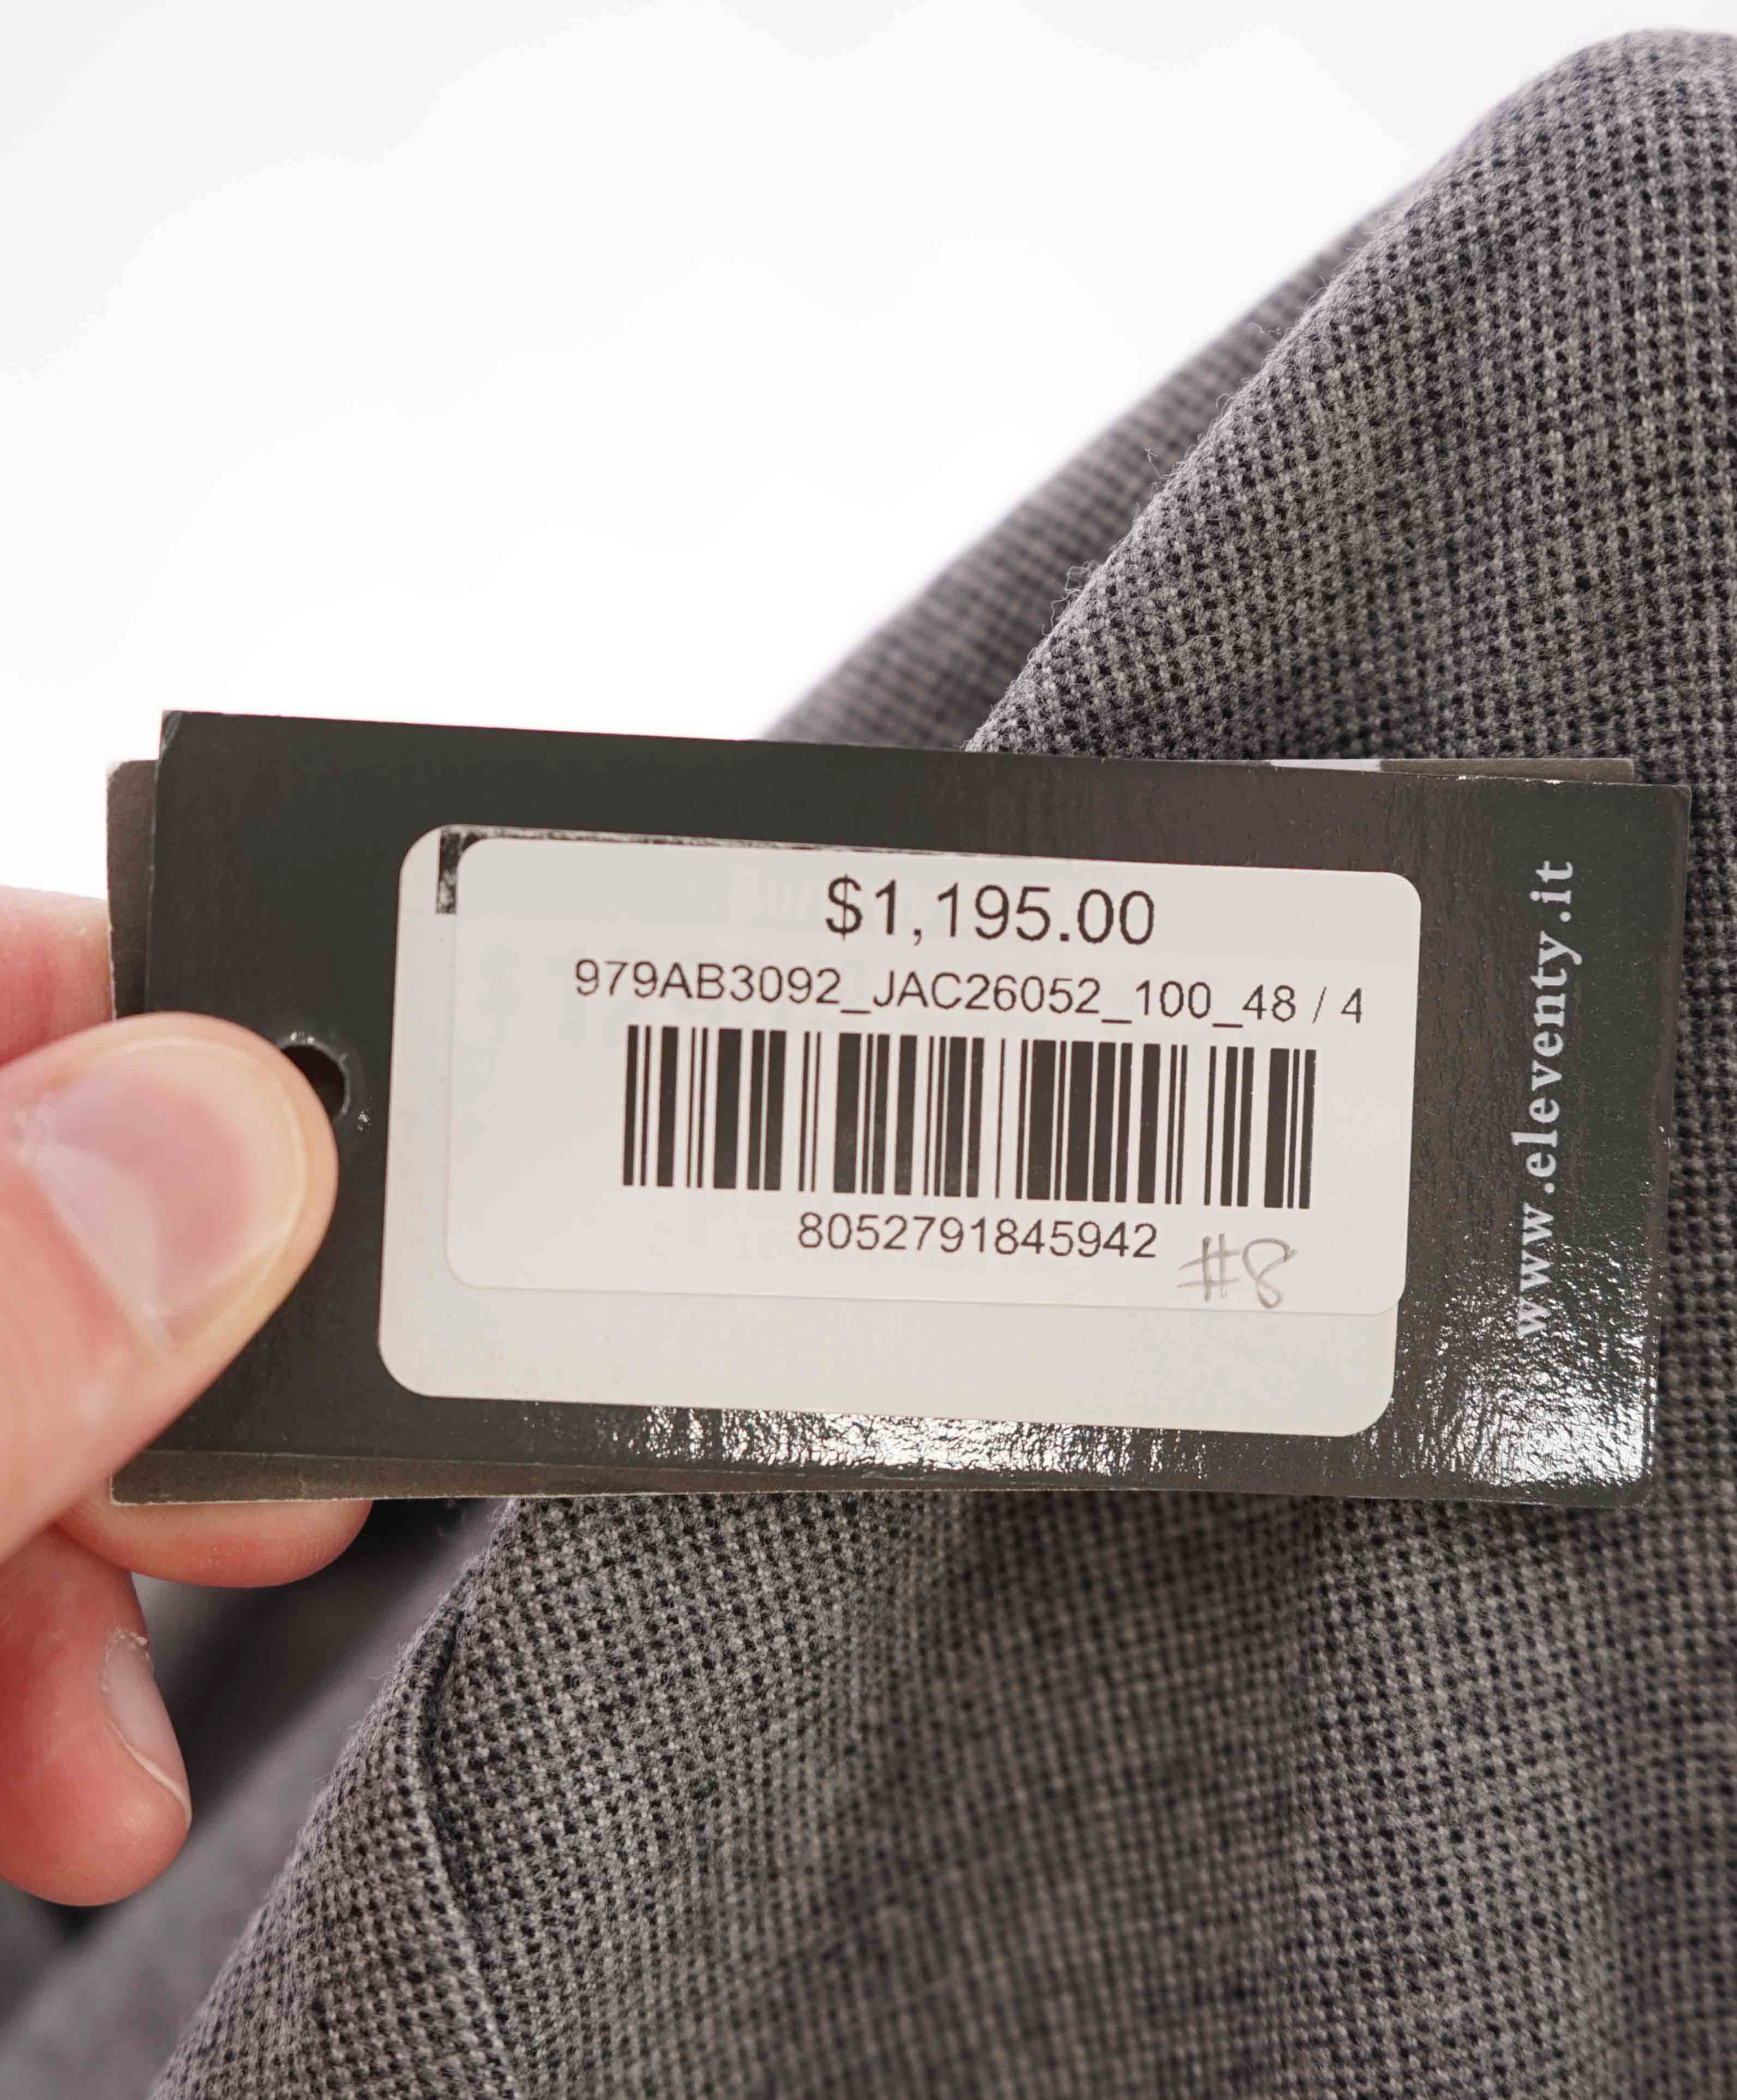 $1,195.00
979AB3092_JAC26052_100_48 / 4
8052791845942
#8
www.eleventy.it